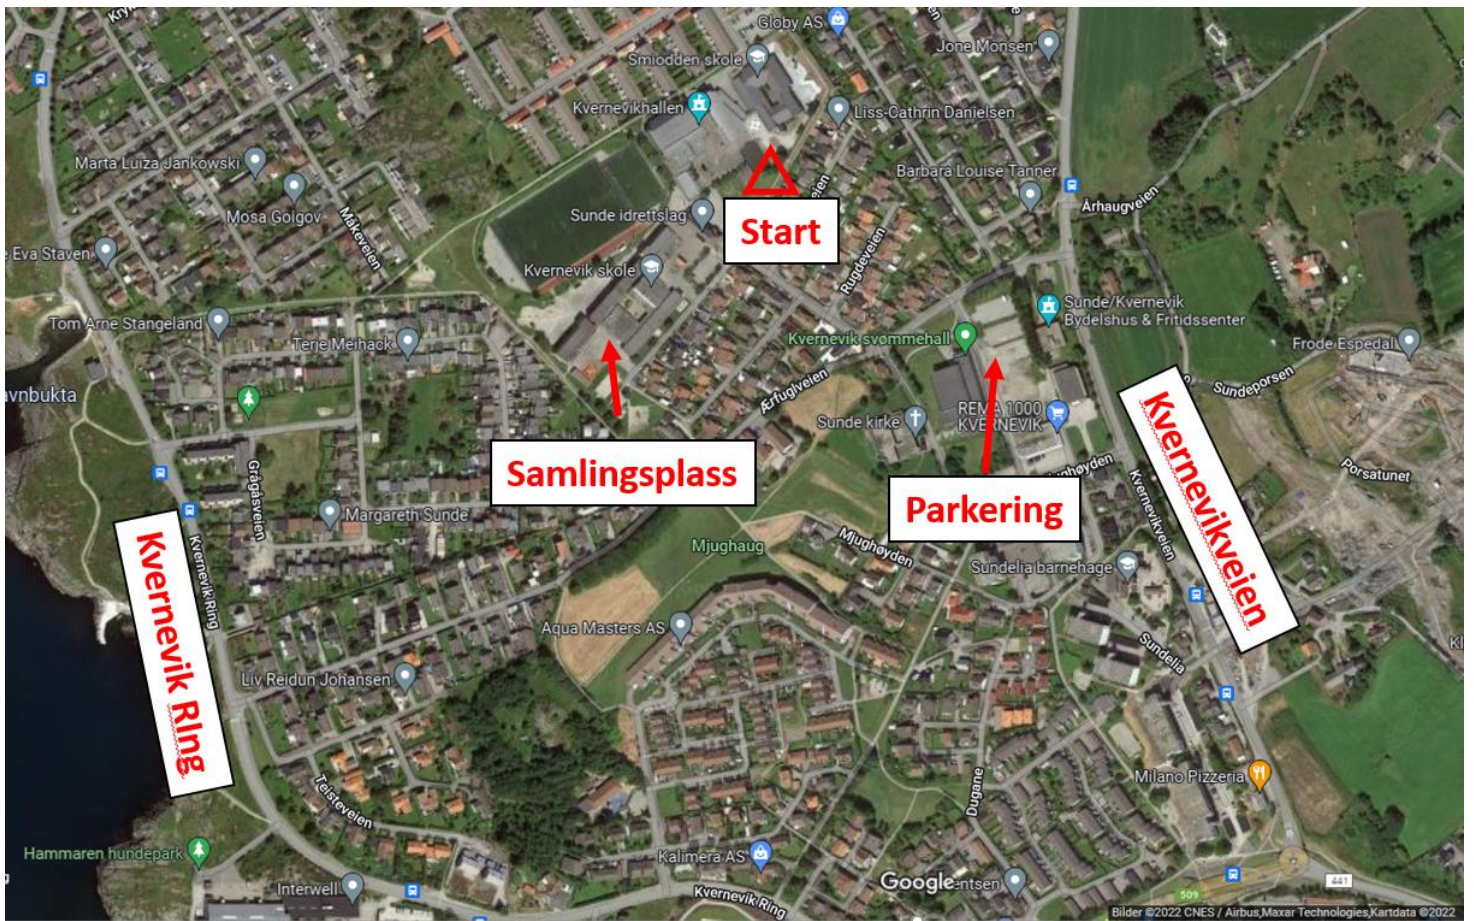 Globy AS
Jone Monsen
Smiodden skole
Kvernevikhallen
Liss-Cathrin Danielsen
Marta Luiza Jankowski
Barbara Louise Tanner
Århaugveien
Mosa Golgov
Måkeveien
Sunde idrettslag
Start
Eva Staven
Kvernevik skole
Rugdeveien
Sunde/Kvernevik
Bydelshus & Fritidssenter
Tom Arne Stangeland
Terje Meihack
Kvernevik svømmehall
Frode Espedal
Sundeporsen
Ærfuglveien
Sunde kirke
REMA 1000
KVERNEVIK
Kvernevikveien
Samlingsplass
Porsatunet
Grågåsveien
Margareth Sunde
Parkering
Kvernevikveien
Kvernevik Ring
Mjughaug
Mjughøyden
Sundelia barnehage
Kvernevik RIng
Aqua Masters AS
Sundelia
Liv Reidun Johansen
Milano Pizzeria
Teisteveien
Dugane
Hammaren hundepark
Kalimera AS
Interwell
Google
Kvernevik Ring
441
509
Bilder ©2022 CNES / Airbus,Maxar Technologies,Kartdata ©2022